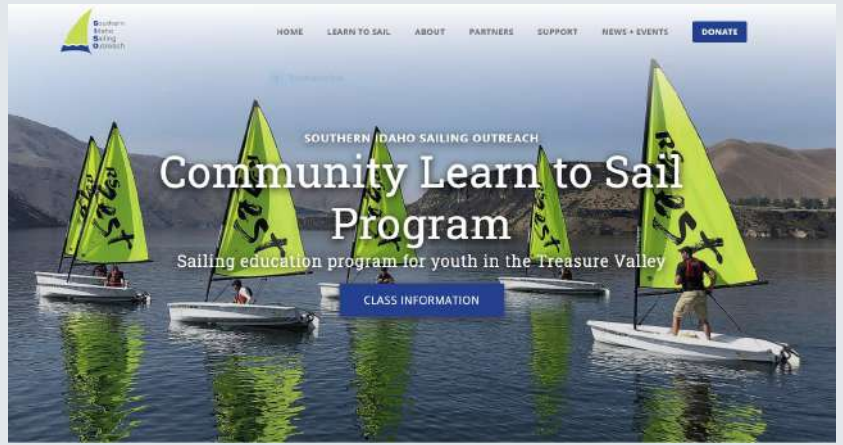 Southern
Idaho
Sailing
Outreach
HOME LEARN TO SAIL ABOUT PARTNERS SUPPORT NEWS + EVENTS DONATE
SOUTHERN IDAHO SAILING OUTREACH
Community Learn to Sail
Program
Sailing education program for youth in the Treasure Valley
CLASS INFORMATION